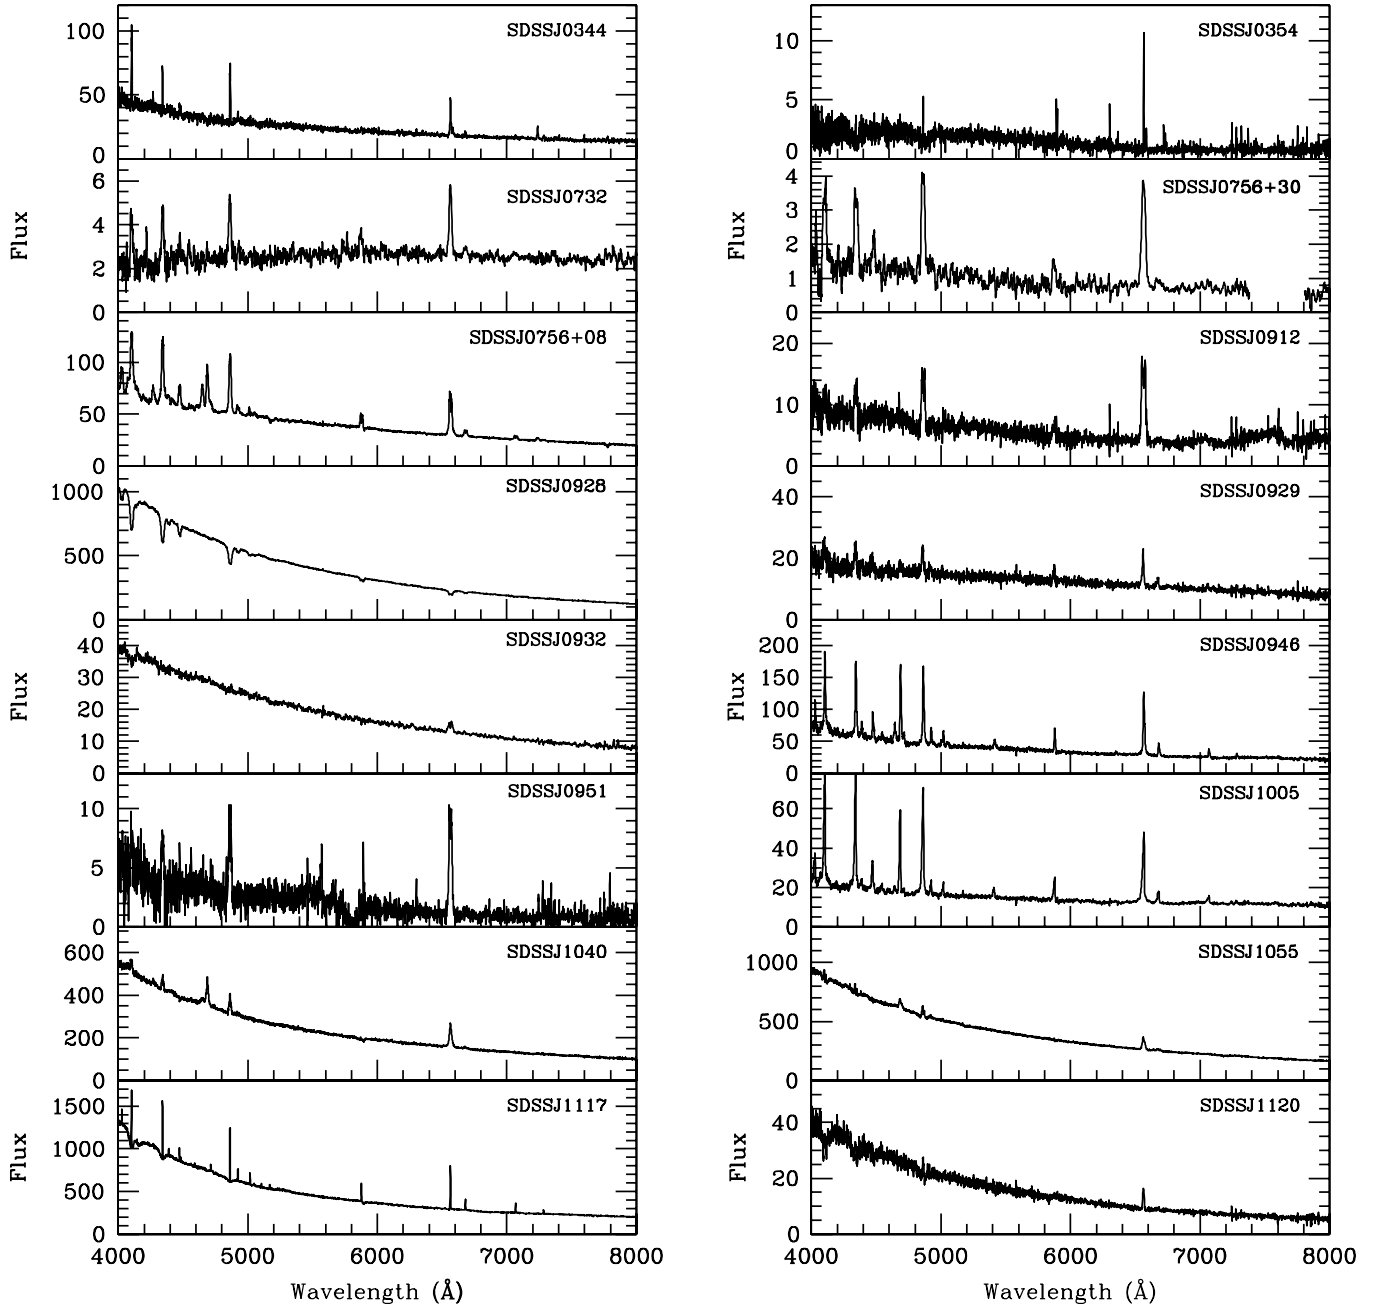 SDSSJ0344
100
50
0
SDSSJ0354
10
5
0
Flux
SDSSJ0732
6
4
2
0
Flux
SDSSJ0756+30
4
3
2
1
0
SDSSJ0756+08
100
50
0
SDSSJ0912
20
10
0
SDSSJ0928
1000
500
0
SDSSJ0929
40
20
0
Flux
SDSSJ0932
40
30
20
10
0
Flux
SDSSJ0946
200
150
100
50
0
SDSSJ0951
10
5
0
SDSSJ1005
60
40
20
0
SDSSJ1040
600
400
200
0
SDSSJ1055
1000
500
0
Flux
SDSSJ1117
1500
1000
500
0
Flux
SDSSJ1120
40
20
0
4000 5000 6000 7000 8000
Wavelength (Å)
4000 5000 6000 7000 8000
Wavelength (Å)